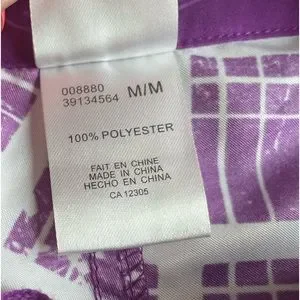 008880
39134564 M/M
100% POLYESTER
FAIT EN CHINE
MADE IN CHINA
HECHO EN CHINA
CA 12305